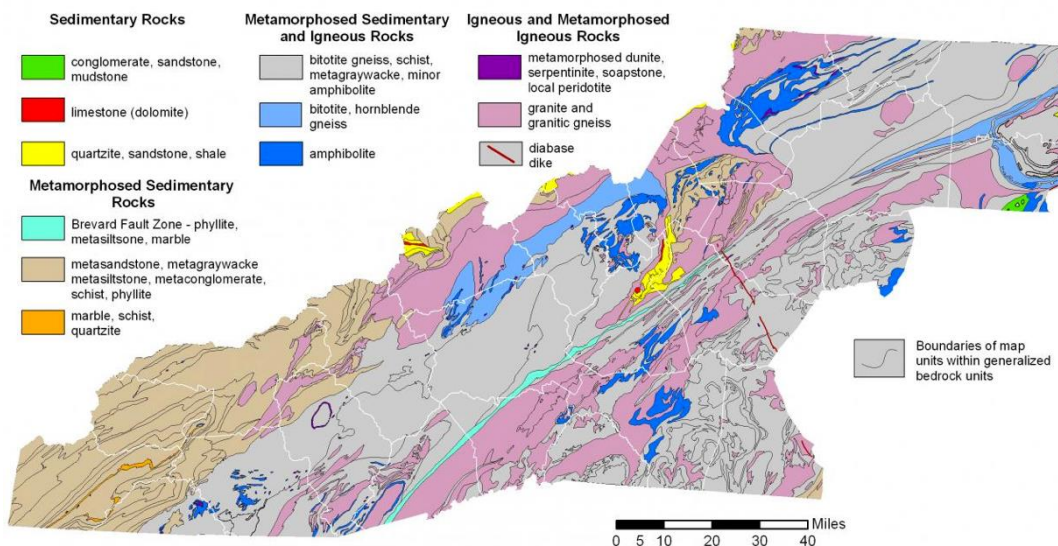 Sedimentary Rocks
conglomerate, sandstone,
mudstone
limestone (dolomite)
quartzite, sandstone, shale
Metamorphosed Sedimentary
Rocks
Brevard Fault Zone - phyllite,
metasiltsone, marble
metasandstone, metagraywacke
metasiltstone, metaconglomerate,
schist, phyllite
marble, schist,
quartzite
Metamorphosed Sedimentary
and Igneous Rocks
bitotite gneiss, schist,
metagraywacke, minor
amphibolite
bitotite, hornblende
gneiss
amphibolite
Igneous and Metamorphosed
Igneous Rocks
metamorphosed dunite,
serpentinite, soapstone,
local peridotite
granite and
granitic gneiss
diabase
dike
Boundaries of map
units within generalized
bedrock units
Miles
0 5 10 20 30 40